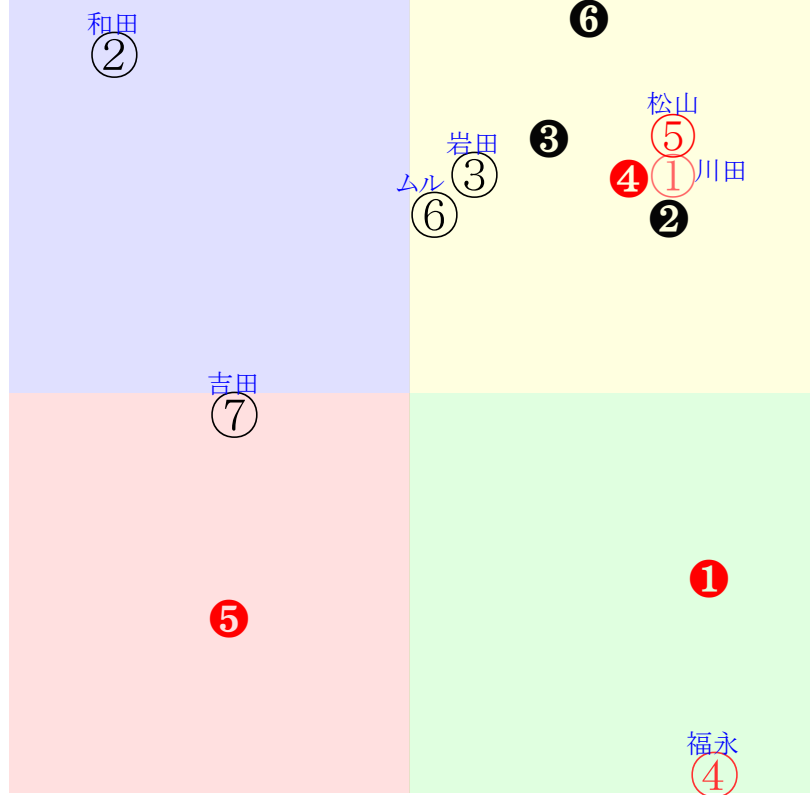 ❻
和田
②
松山
⑤
❸
岩田
③
❹
①
川田
ムル
⑥
❷
吉田
⑦
❶
❺
福永
④